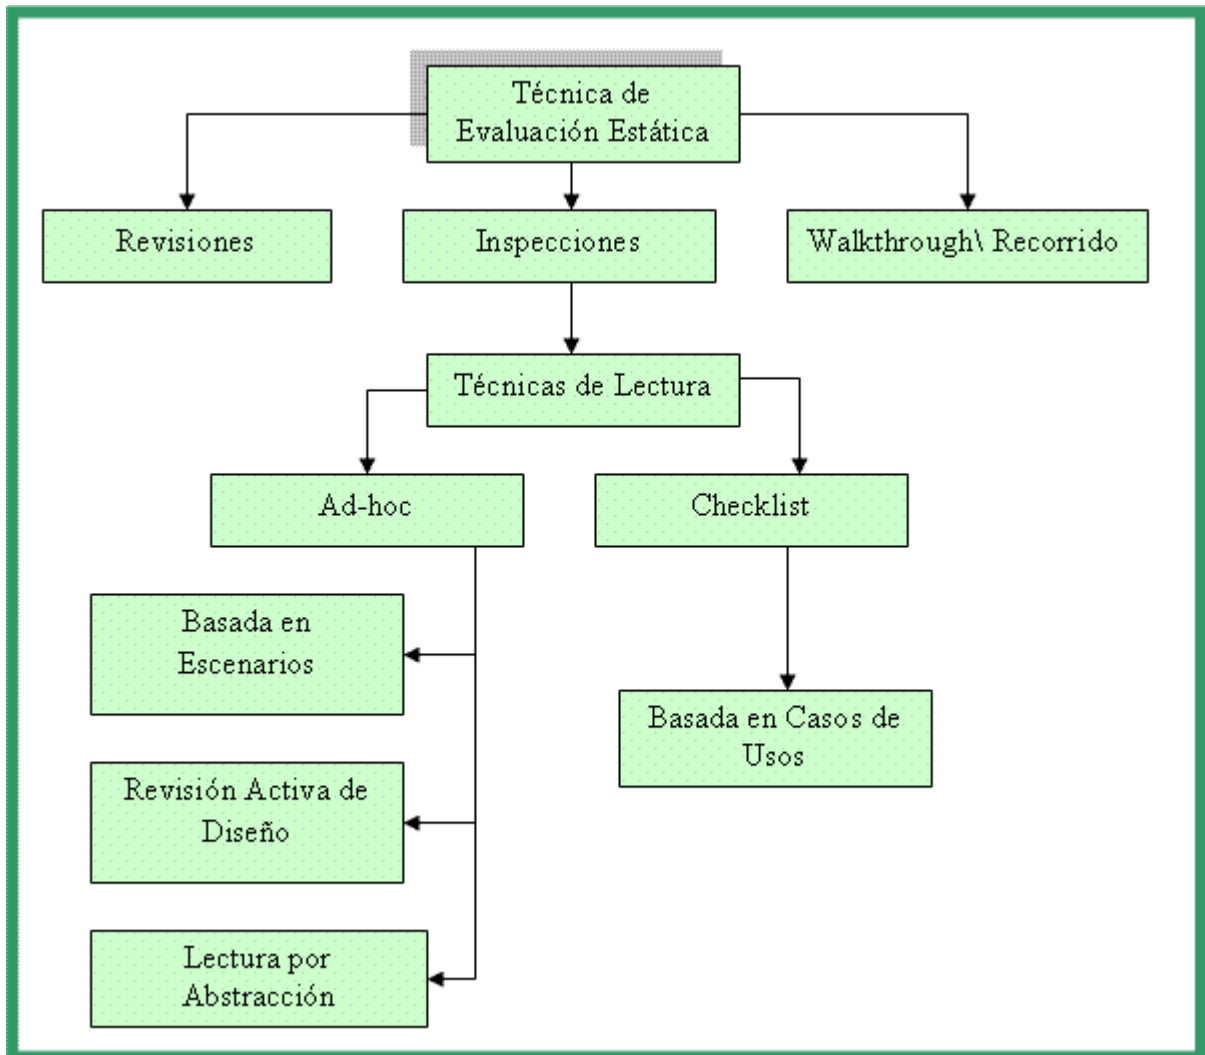 Técnica de
Evaluación Estática
Revisiones
Inspecciones
Walkthrough\ Recorrido
Técnicas de Lectura
Ad-hoc
Checklist
Basada en
Escenarios
Basada en Casos de
Usos
Revisión Activa de
Diseño
Lectura por
Abstracción